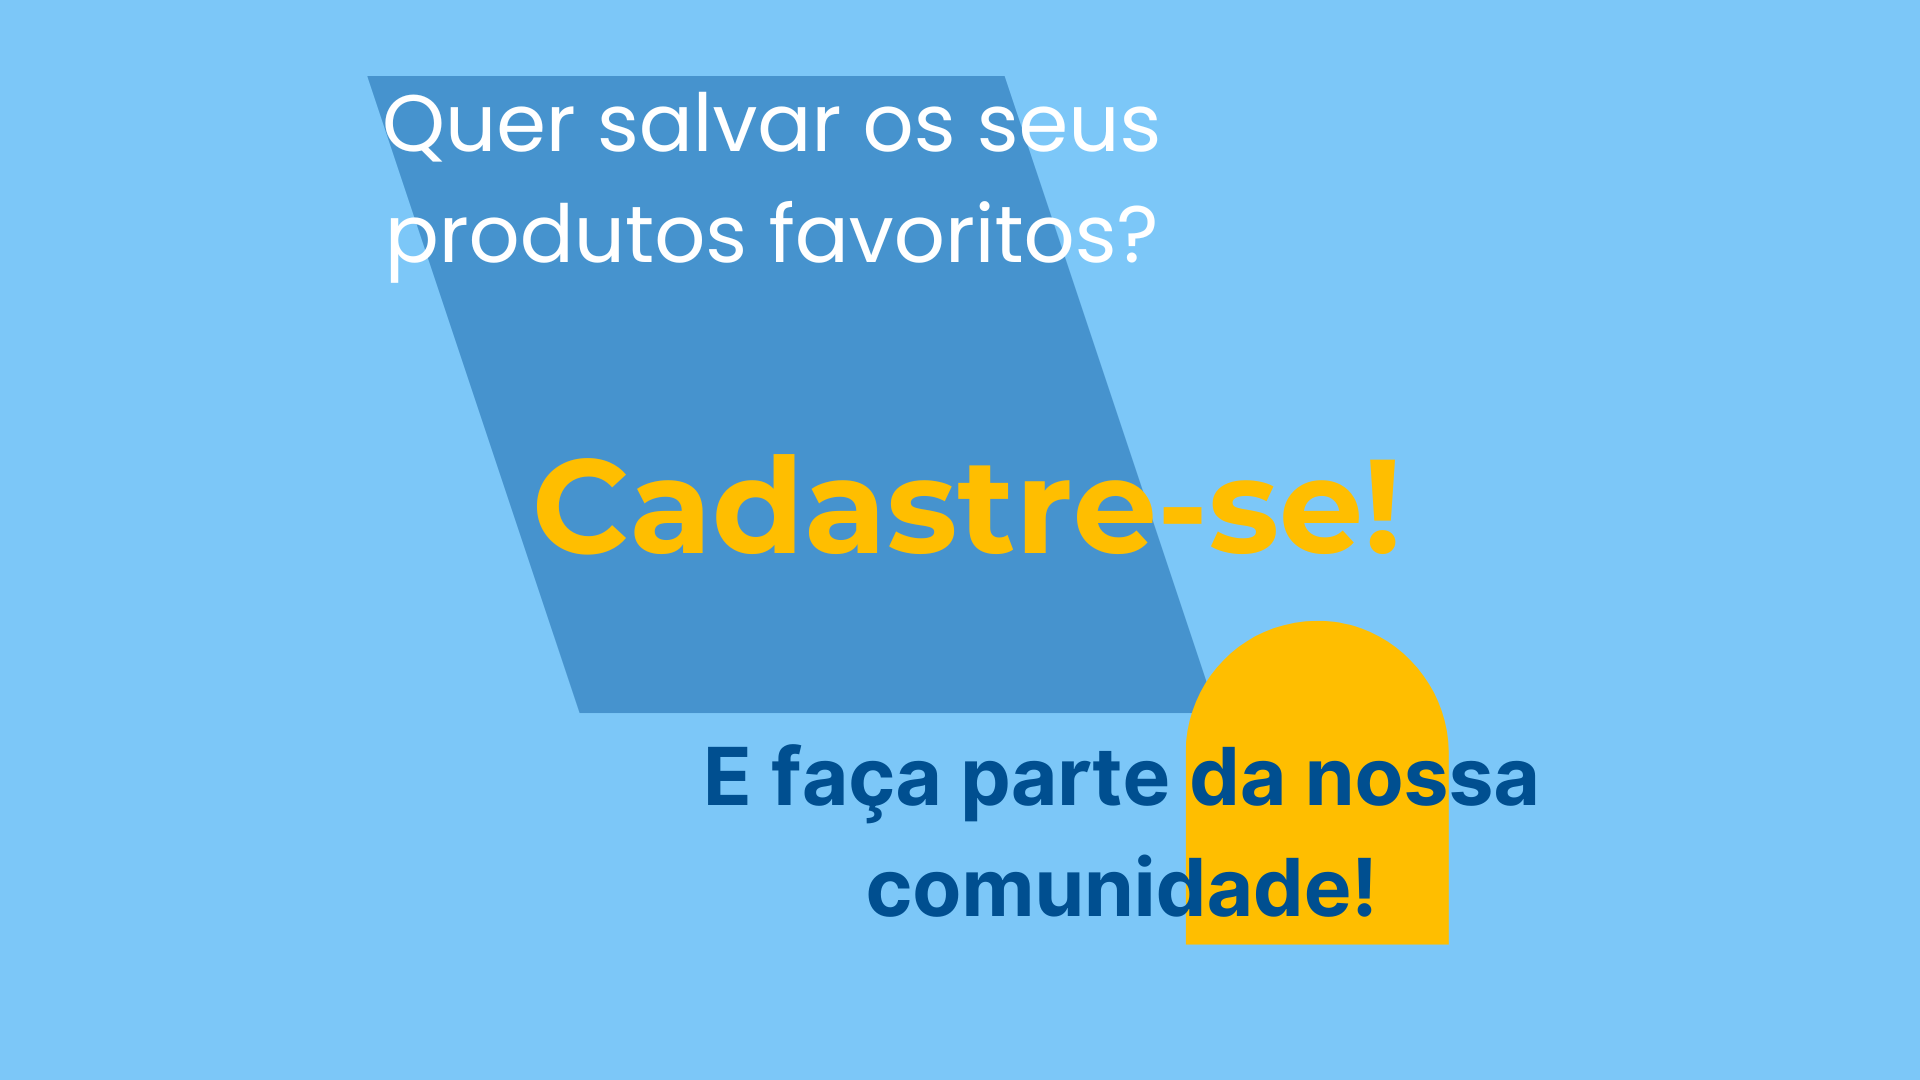 Quer salvar os seus
produtos favoritos?
Cadastre-se!
E faça parte da nossa
comunidade!